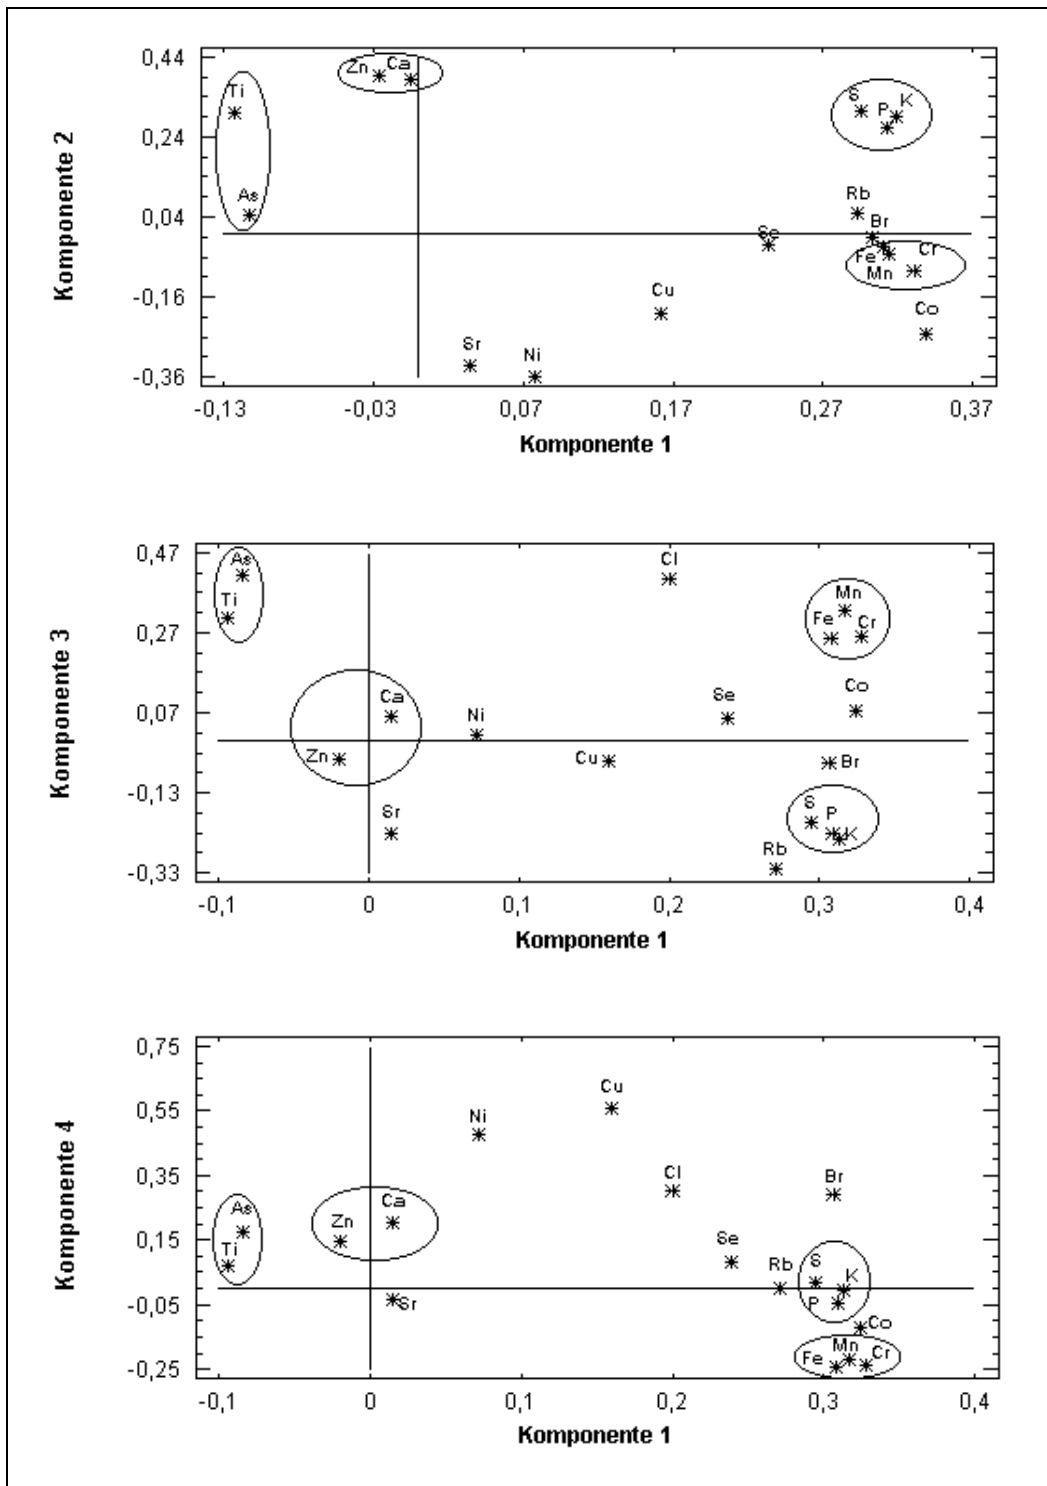 Komponente 2
0,44
0,24
0,04
-0,16
-0,36
Zn Ca
Ti
As
S P K
Rb
Br
Se
Fe Cr
Mn
Cu
Co
Sr Ni
-0,13 -0,03 0,07 0,17 0,27 0,37
Komponente 1
Komponente 3
0,47
0,27
0,07
-0,13
-0,33
As
Ti
Cl
Mn
Fe Cr
Ca
Ni
Se
Co
Zn
Cu
Br
Sr
S P K
Rb
-0,1 0 0,1 0,2 0,3 0,4
Komponente 1
Komponente 4
0,75
0,55
0,35
0,15
-0,05
-0,25
Cu
Ni
Cl
Br
As
Ti
Zn Ca
Se
Rb
S K
P
Sr
Co
Mn
Fe Cr
-0,1 0 0,1 0,2 0,3 0,4
Komponente 1